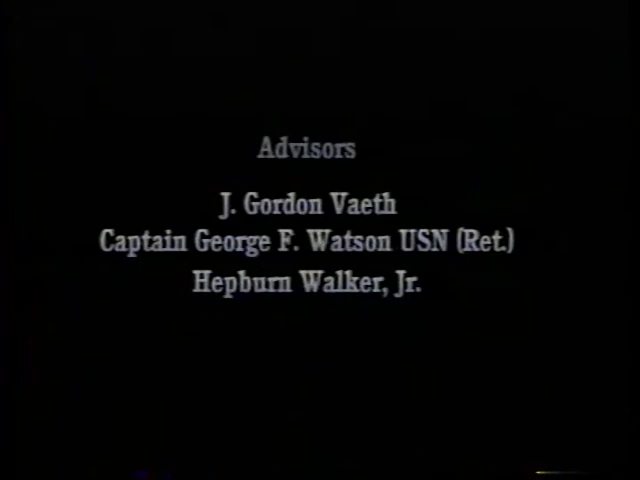 Advisors
J. Gordon Vaeth
Captain George F. Watson USN (Ret.)
Hepburn Walker, Jr.